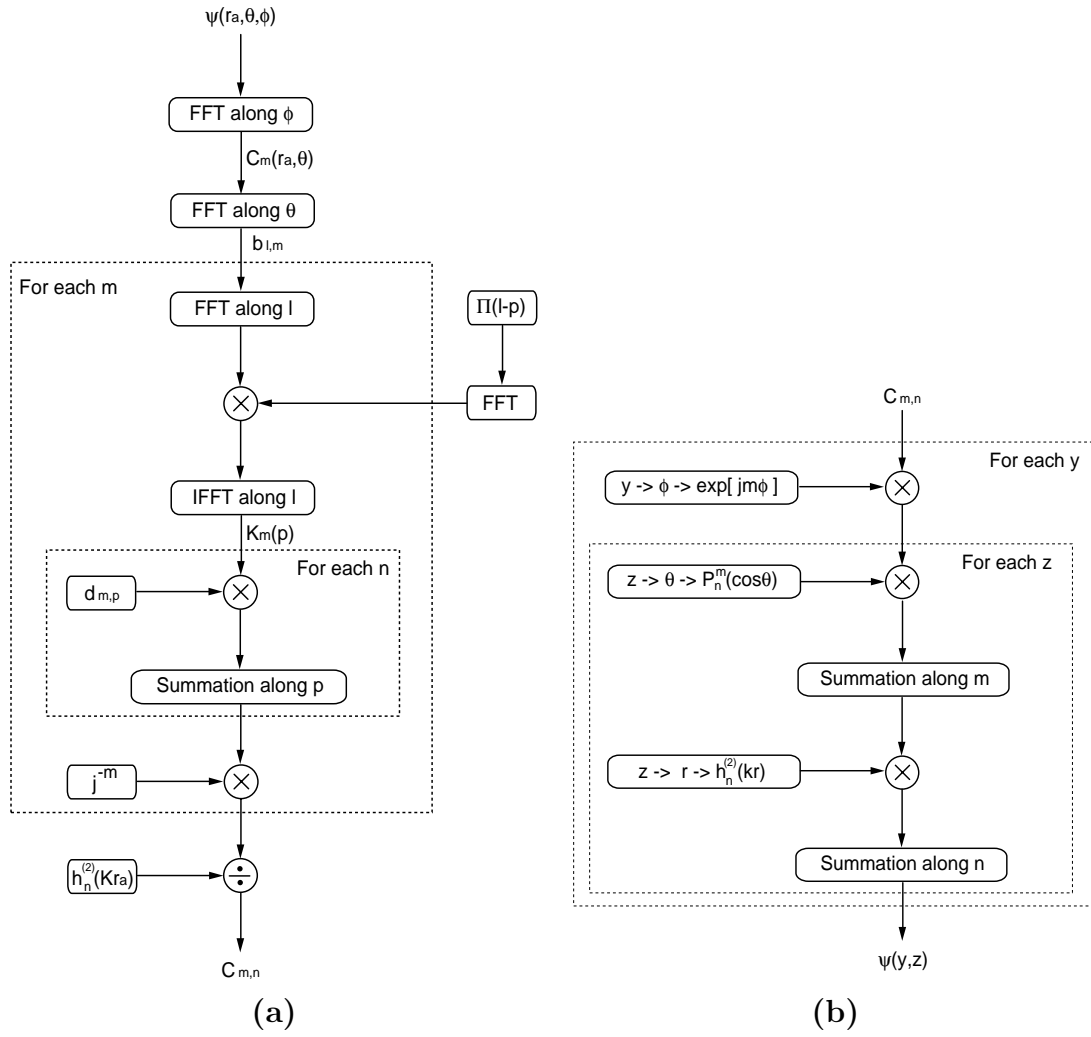 ψ(ra,θ,ϕ)
FFT along ϕ
Cm(ra,θ)
FFT along θ
b l,m
For each m
FFT along l
Π(l-p)
×
FFT
IFFT along l
Km(p)
For each n
d m,p
×
Summation along p
j^-m
×
h_n^(2)(Kra)
÷
C m,n
(a)
C m,n
For each y
y -> ϕ -> exp[ jmϕ ]
×
For each z
z -> θ -> P_n^m(cosθ)
×
Summation along m
z -> r -> h_n^(2)(kr)
×
Summation along n
ψ(y,z)
(b)